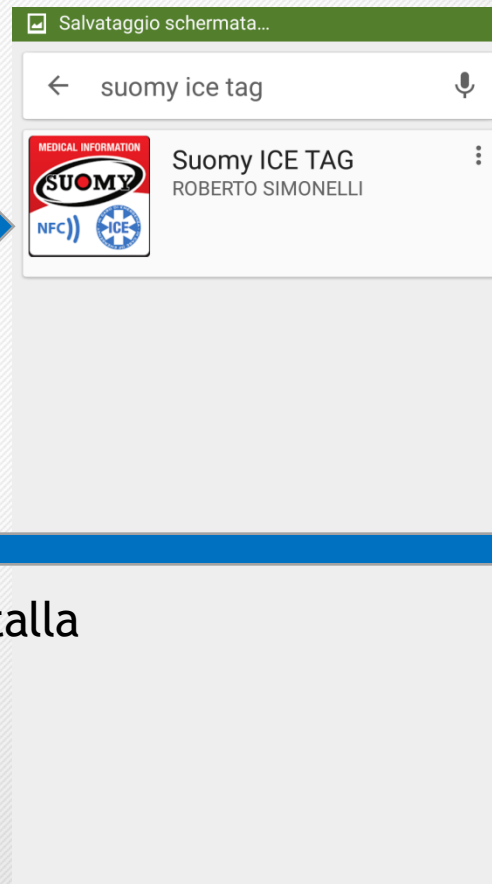 Salvataggio schermata...
suomy ice tag
MEDICAL INFORMATION
SUOMY
NFC))
ICE
Suomy ICE TAG
ROBERTO SIMONELLI
talla